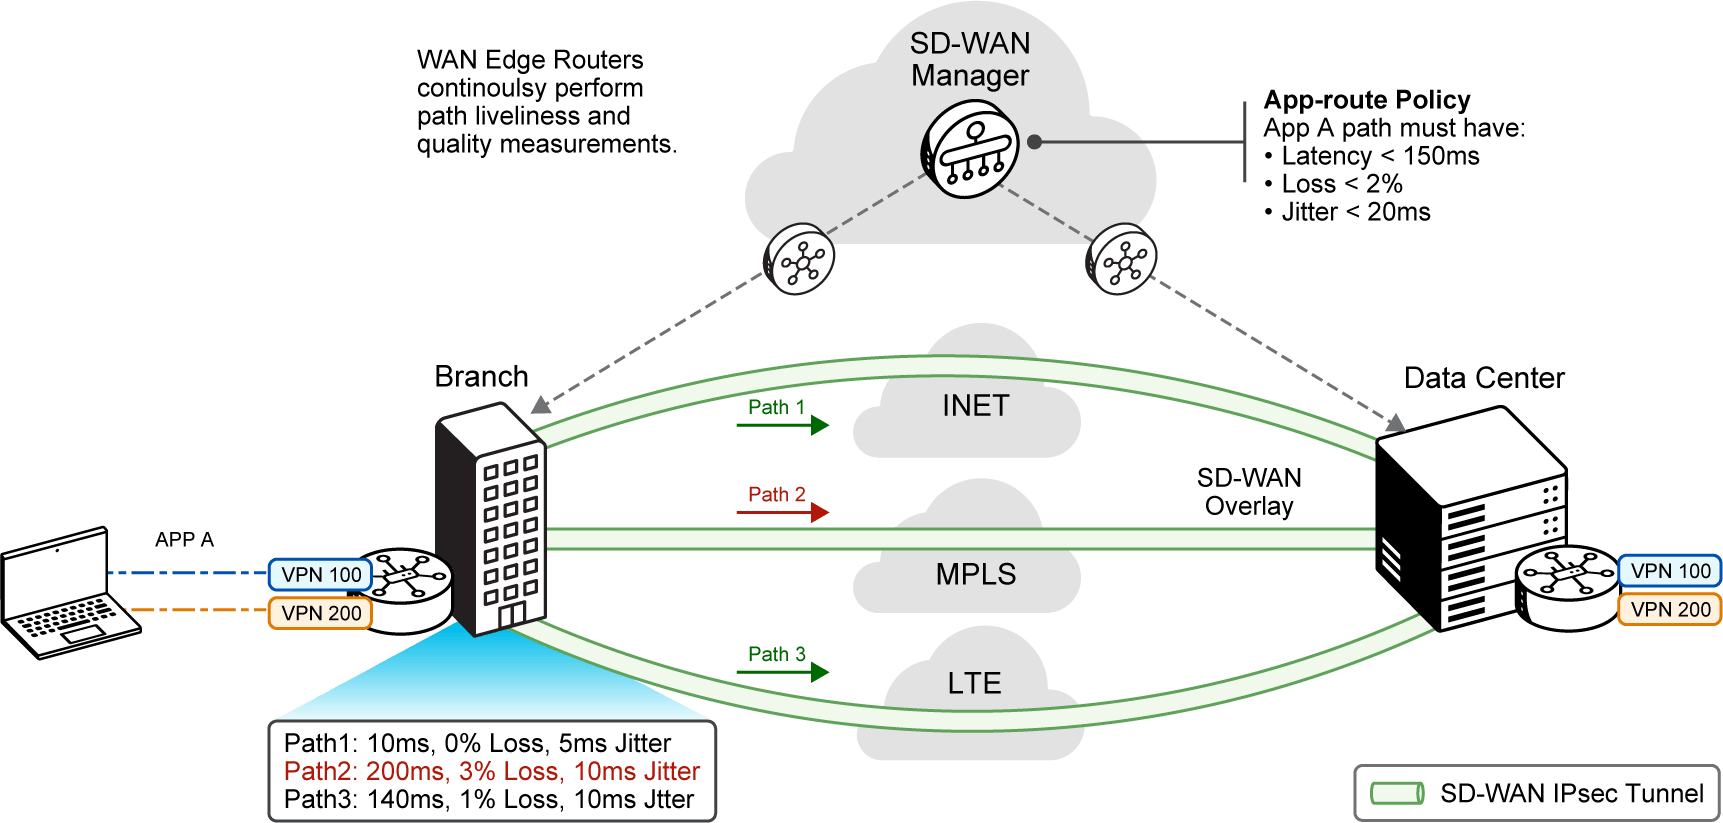 WAN Edge Routers
continoulsy perform
path liveliness and
quality measurements.
SD-WAN
Manager
App-route Policy
App A path must have:
• Latency < 150ms
• Loss < 2%
• Jitter < 20ms
Branch
Data Center
Path 1
INET
Path 2
SD-WAN
Overlay
MPLS
APP A
VPN 100
VPN 200
VPN 100
VPN 200
Path 3
LTE
Path1: 10ms, 0% Loss, 5ms Jitter
Path2: 200ms, 3% Loss, 10ms Jitter
Path3: 140ms, 1% Loss, 10ms Jtter
SD-WAN IPsec Tunnel